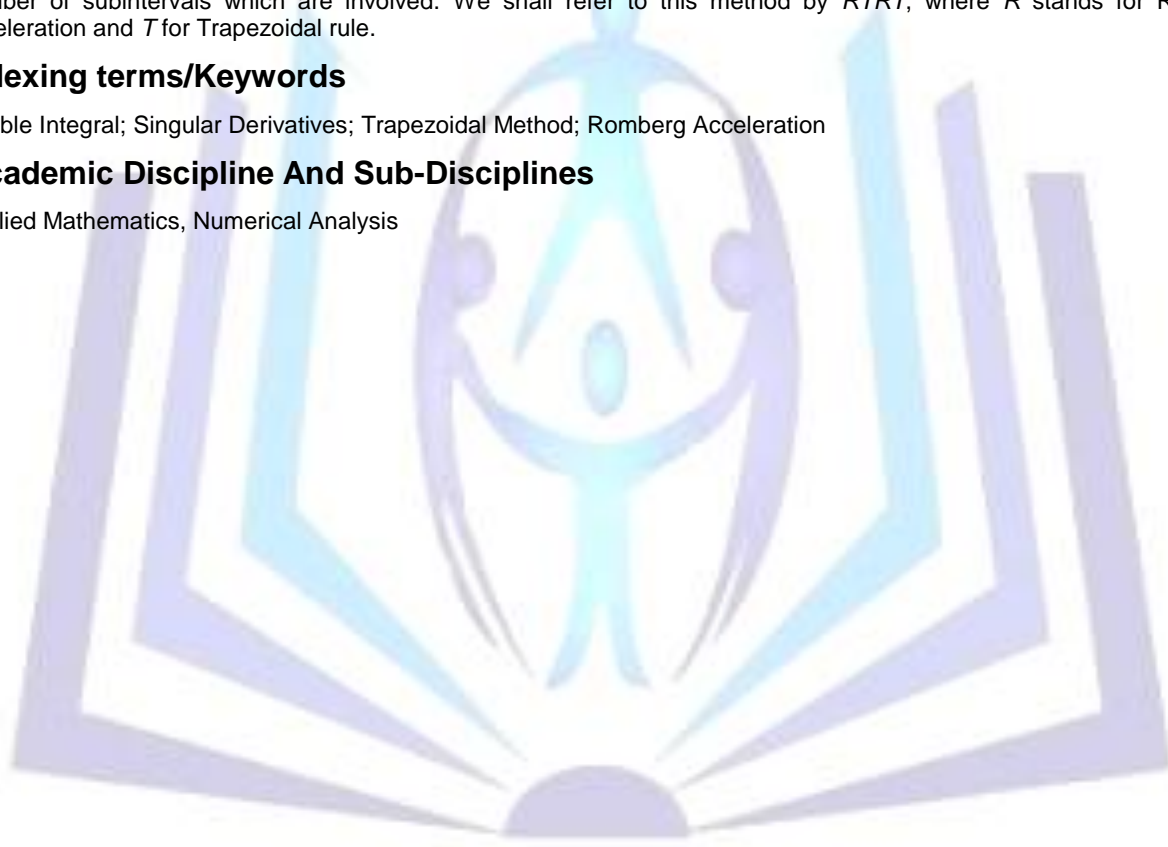 ber of subintervals which are involved. We shall refer to this method by RTRT, where R stands for R
eleration and T for Trapezoidal rule.
lexing terms/Keywords
ble Integral; Singular Derivatives; Trapezoidal Method; Romberg Acceleration
cademic Discipline And Sub-Disciplines
lied Mathematics, Numerical Analysis